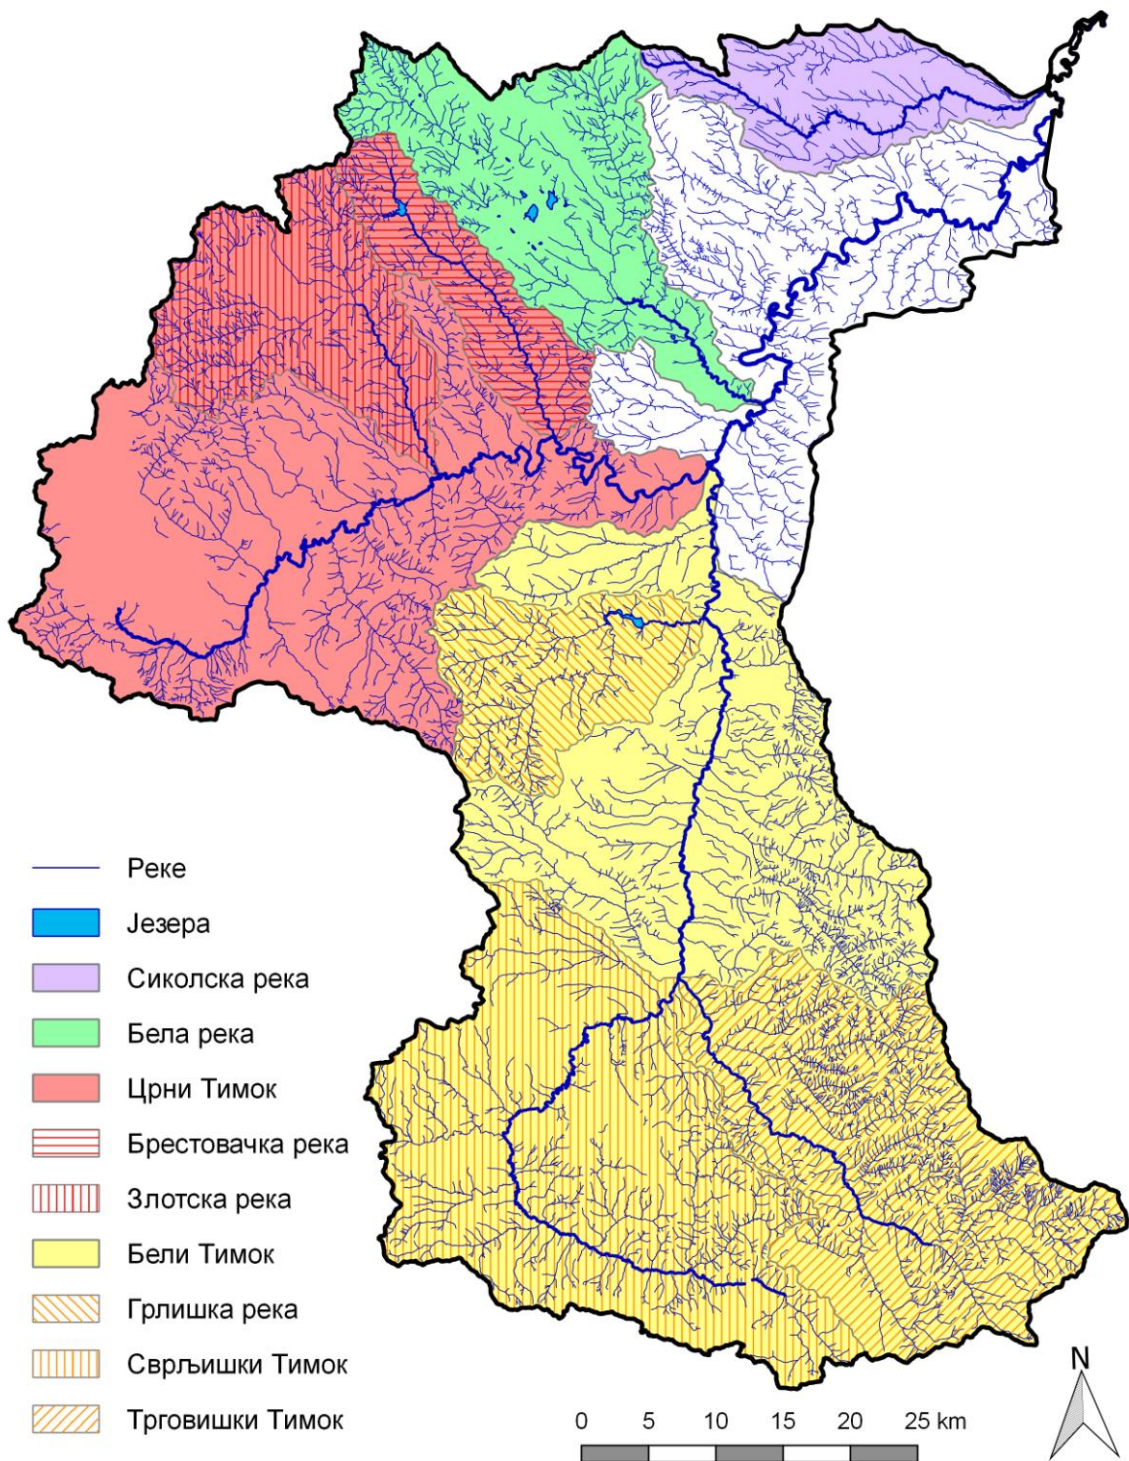 Реке
Језера
Сиколска река
Бела река
Црни Тимок
Брестовачка река
Злотска река
Бели Тимок
Грлишка река
Сврљишки Тимок
Трговишки Тимок
0 5 10 15 20 25 km
N